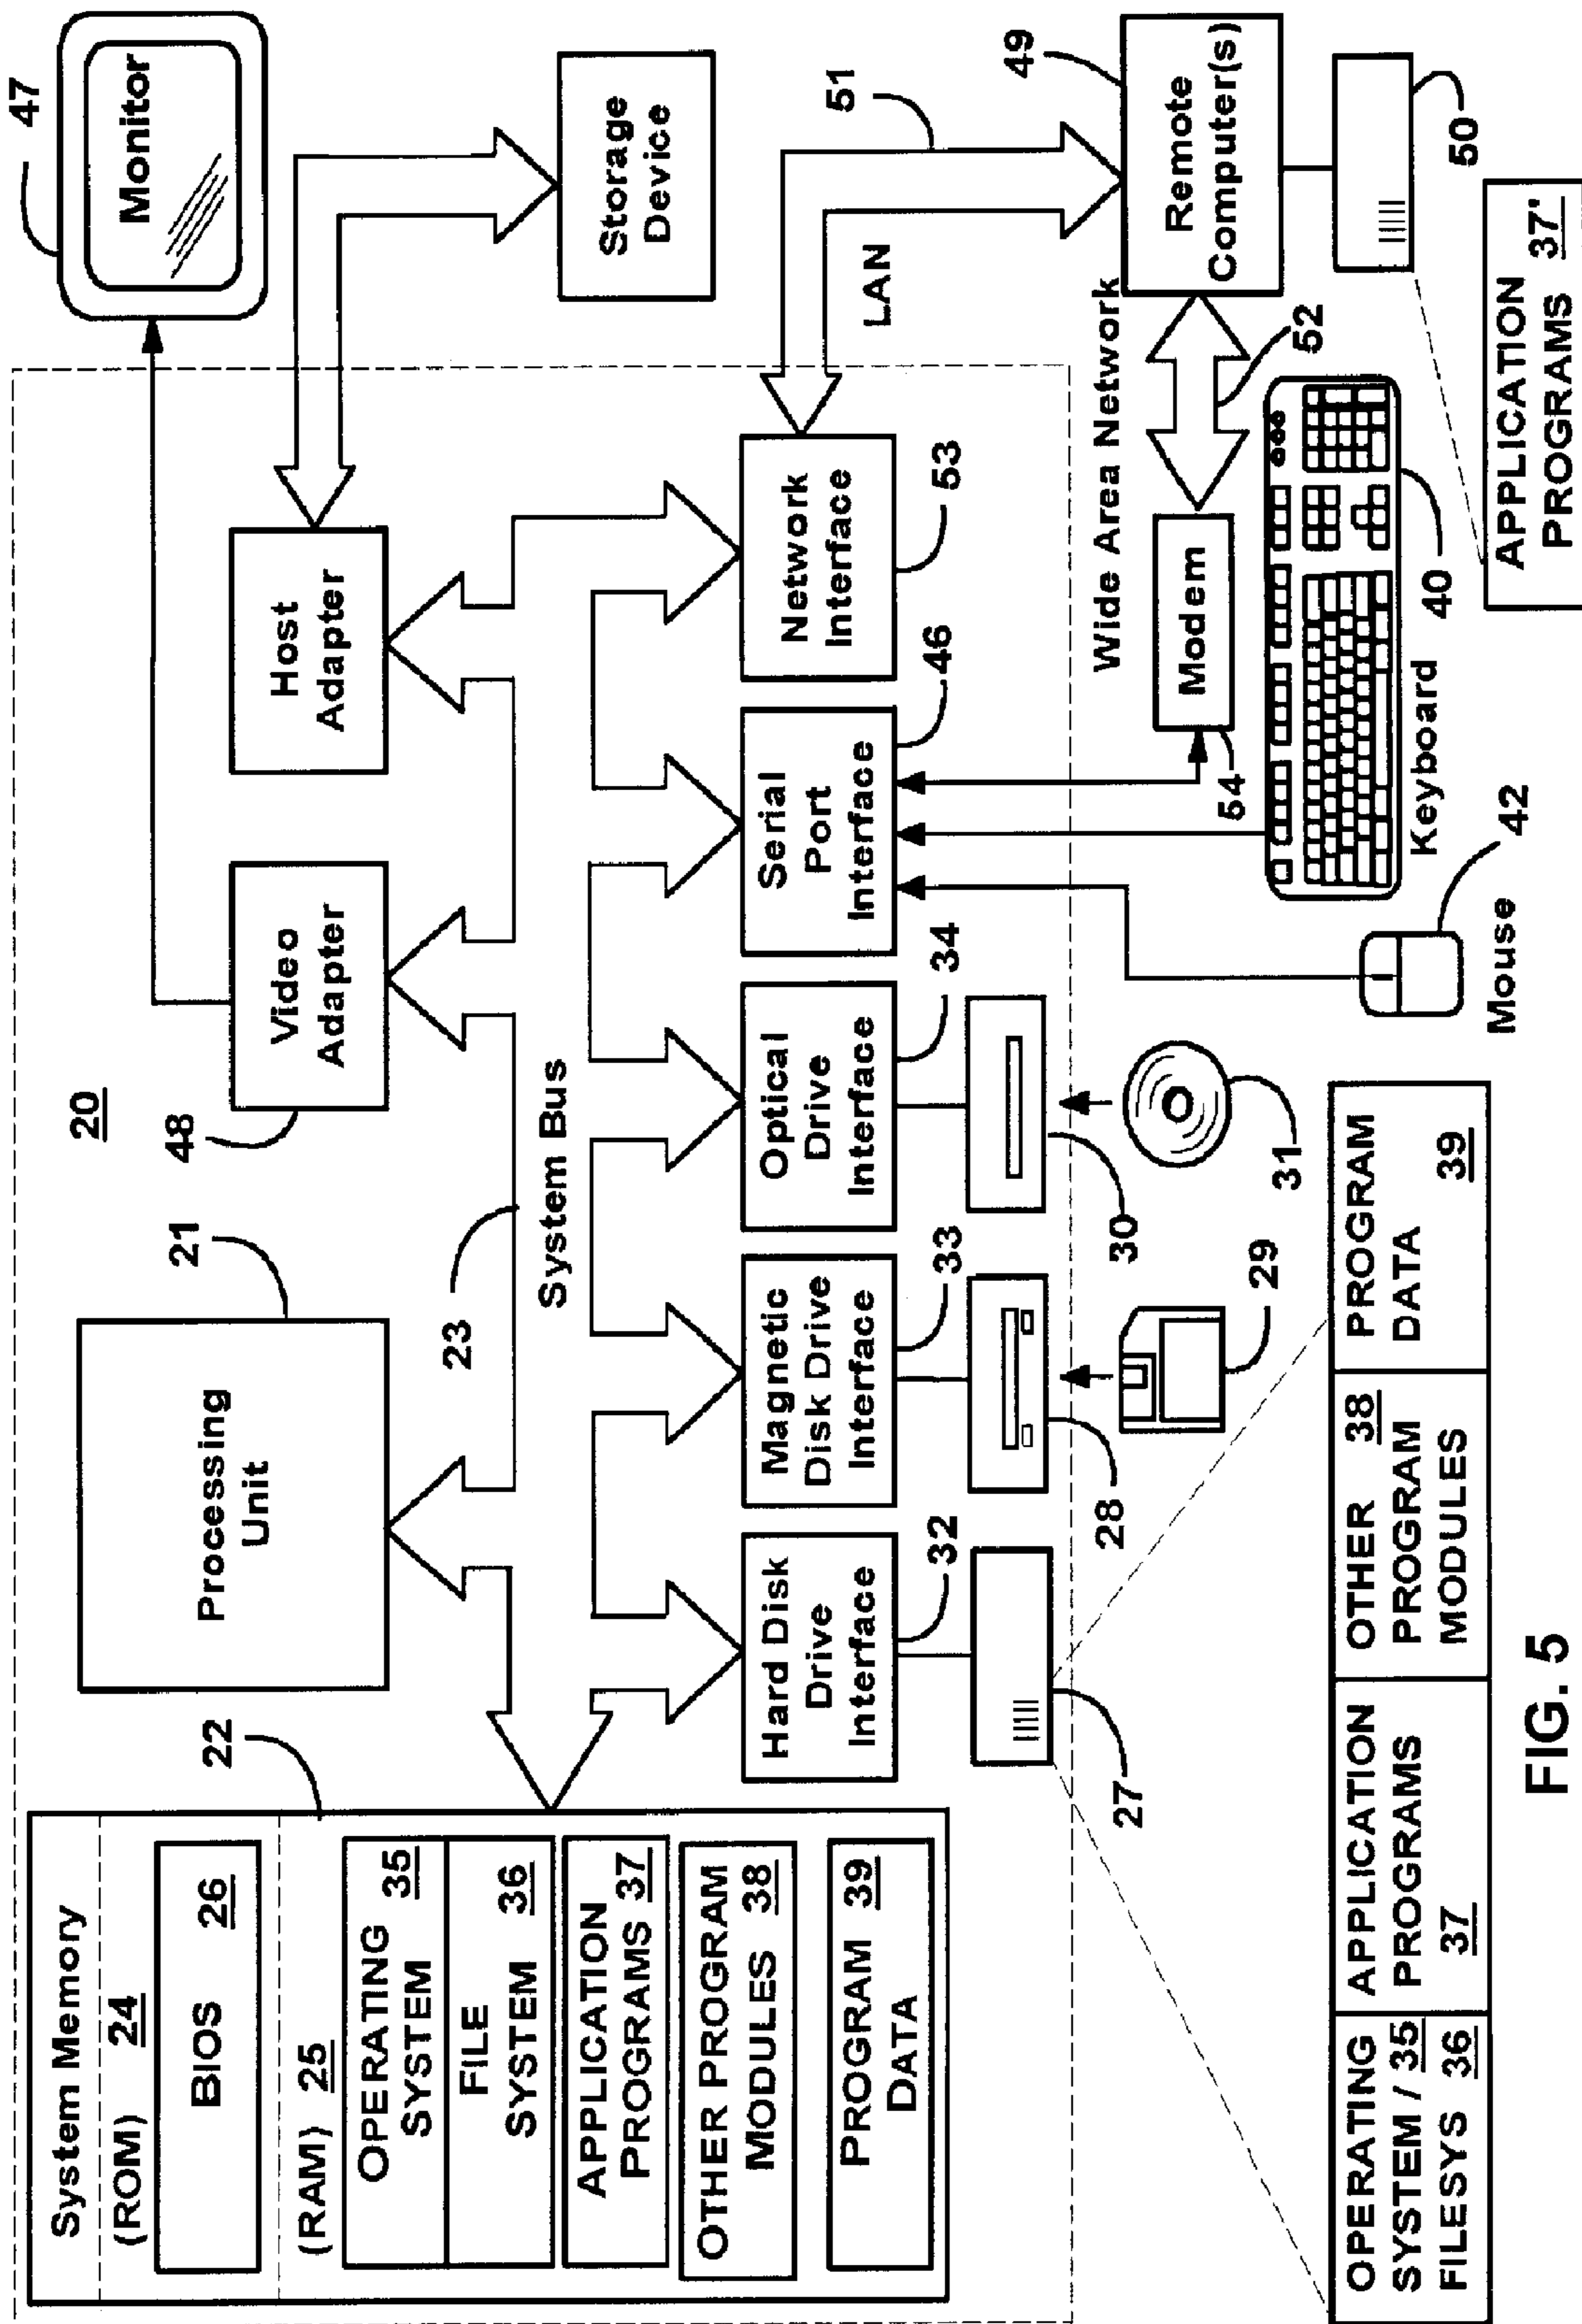 20
System Memory
(ROM) 24
BIOS 26
(RAM) 25
OPERATING
SYSTEM 35
FILE
SYSTEM 36
APPLICATION
PROGRAMS 37
OTHER PROGRAM
MODULES 38
PROGRAM 39
DATA
22
Processing
Unit
21
48
Video
Adapter
Host
Adapter
47
Monitor
23
System Bus
Storage
Device
Hard Disk
Drive
Interface
32
Magnetic
Disk Drive
Interface
33
Optical
Drive
Interface
34
Serial
Port
Interface
46
Network
Interface
53
LAN
51
27
28
29
30
31
54
Modem
Wide Area Network
52
49
Remote
Computer(s)
50
Mouse
42
Keyboard
40
OPERATING
SYSTEM / 35
FILESYS 36
APPLICATION
PROGRAMS
37
OTHER 38
PROGRAM
MODULES
PROGRAM
DATA 39
APPLICATION
PROGRAMS 37'
FIG. 5